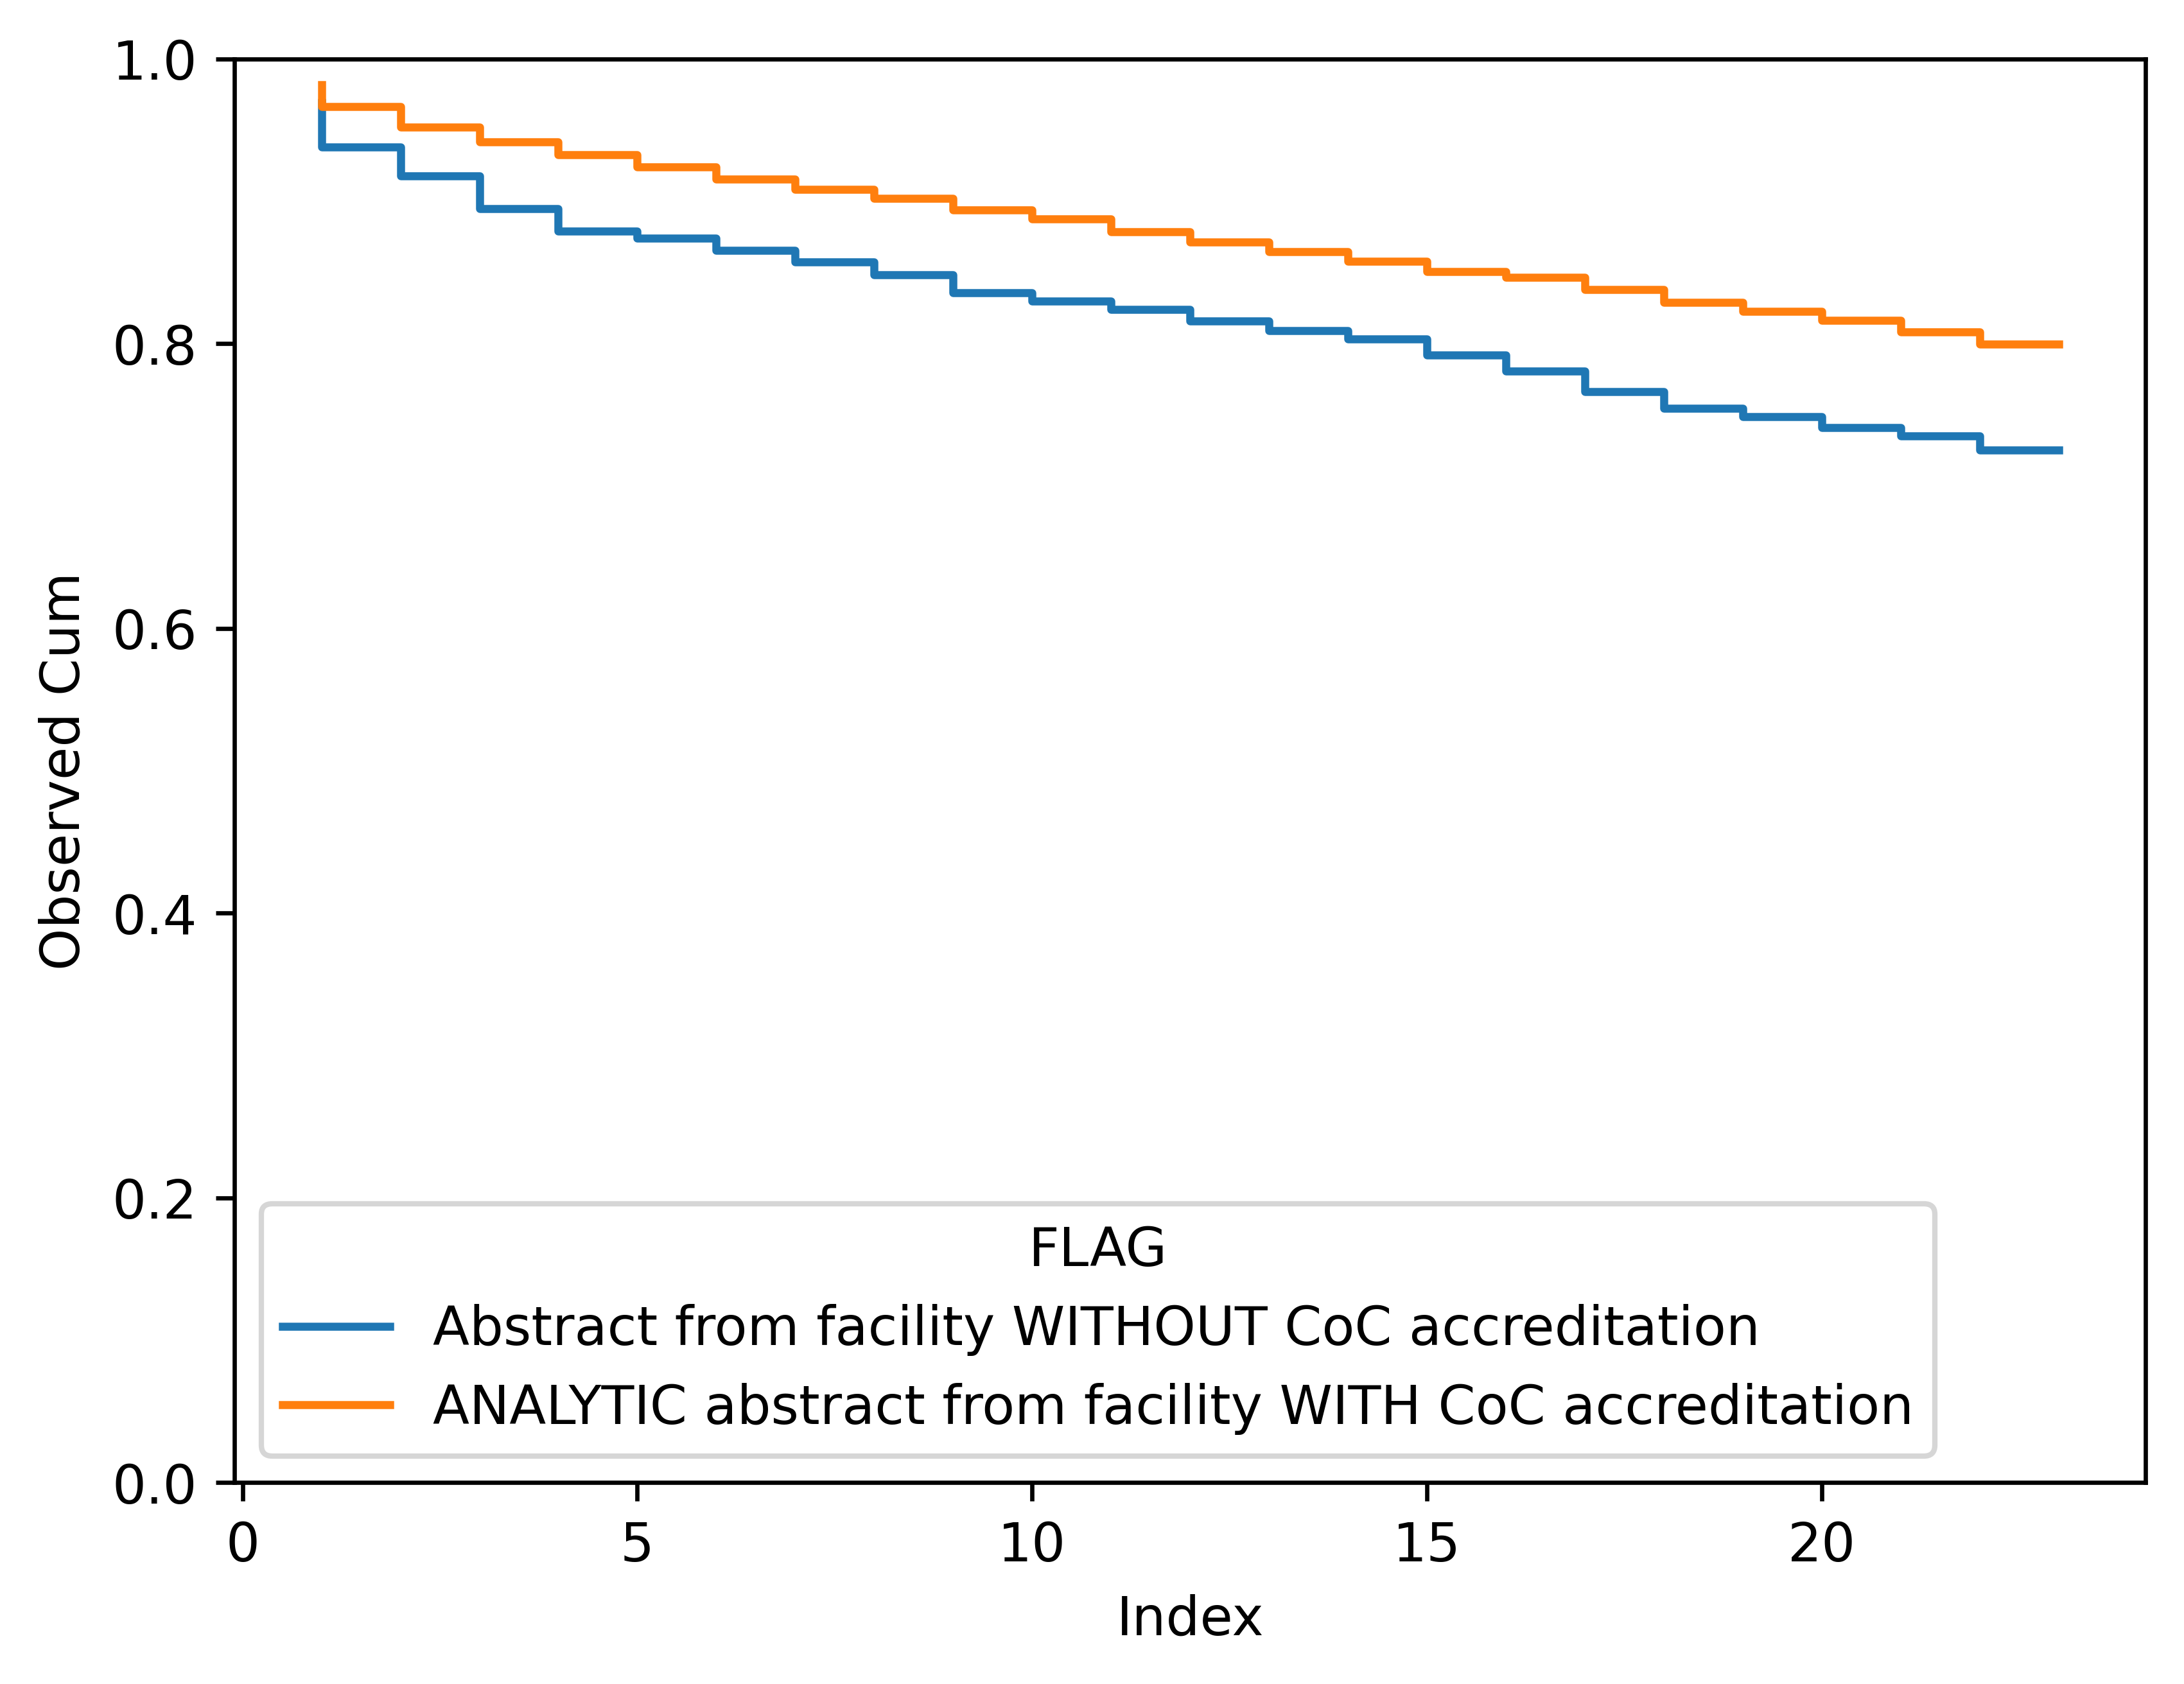 1.0
0.8
0.6
0.4
0.2
0.0
Observed Cum
FLAG
Abstract from facility WITHOUT CoC accreditation
ANALYTIC abstract from facility WITH CoC accreditation
0 5 10 15 20
Index